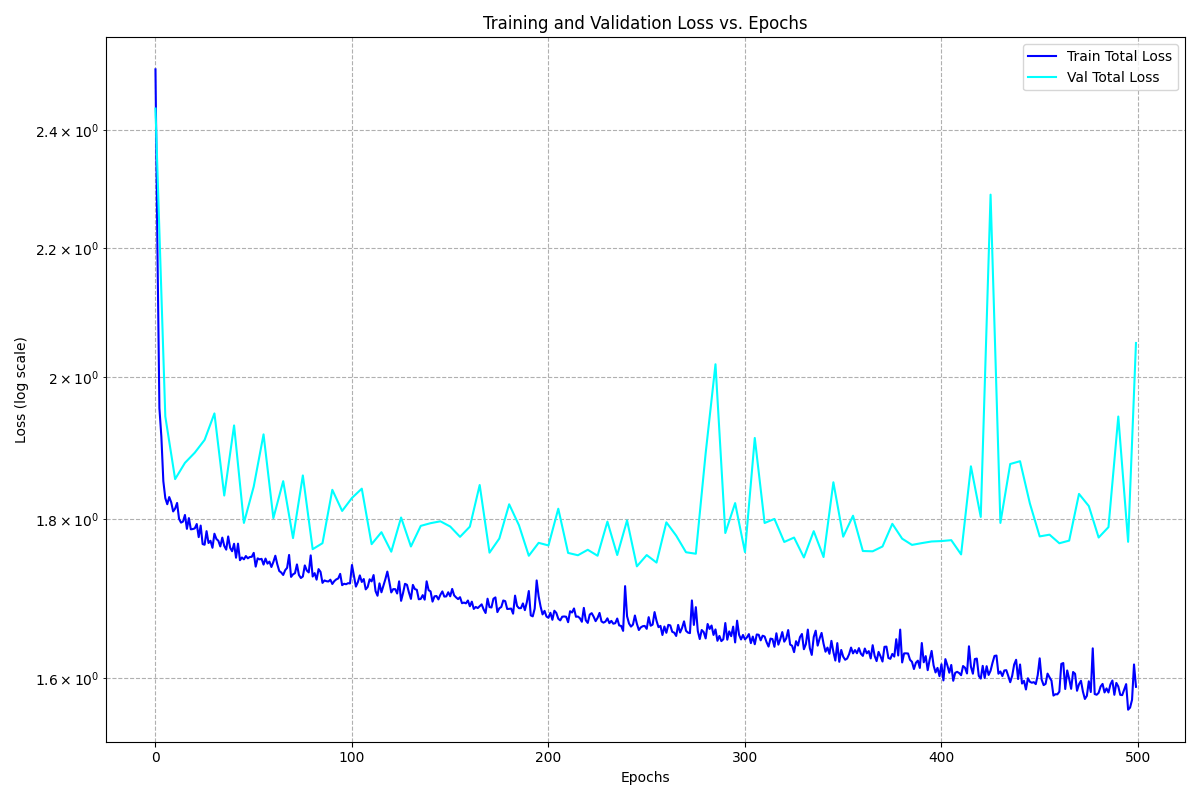 Training and Validation Loss vs. Epochs
Train Total Loss
Val Total Loss
2.4 × 10⁰
2.2 × 10⁰
2 × 10⁰
1.8 × 10⁰
1.6 × 10⁰
Loss (log scale)
0 100 200 300 400 500
Epochs